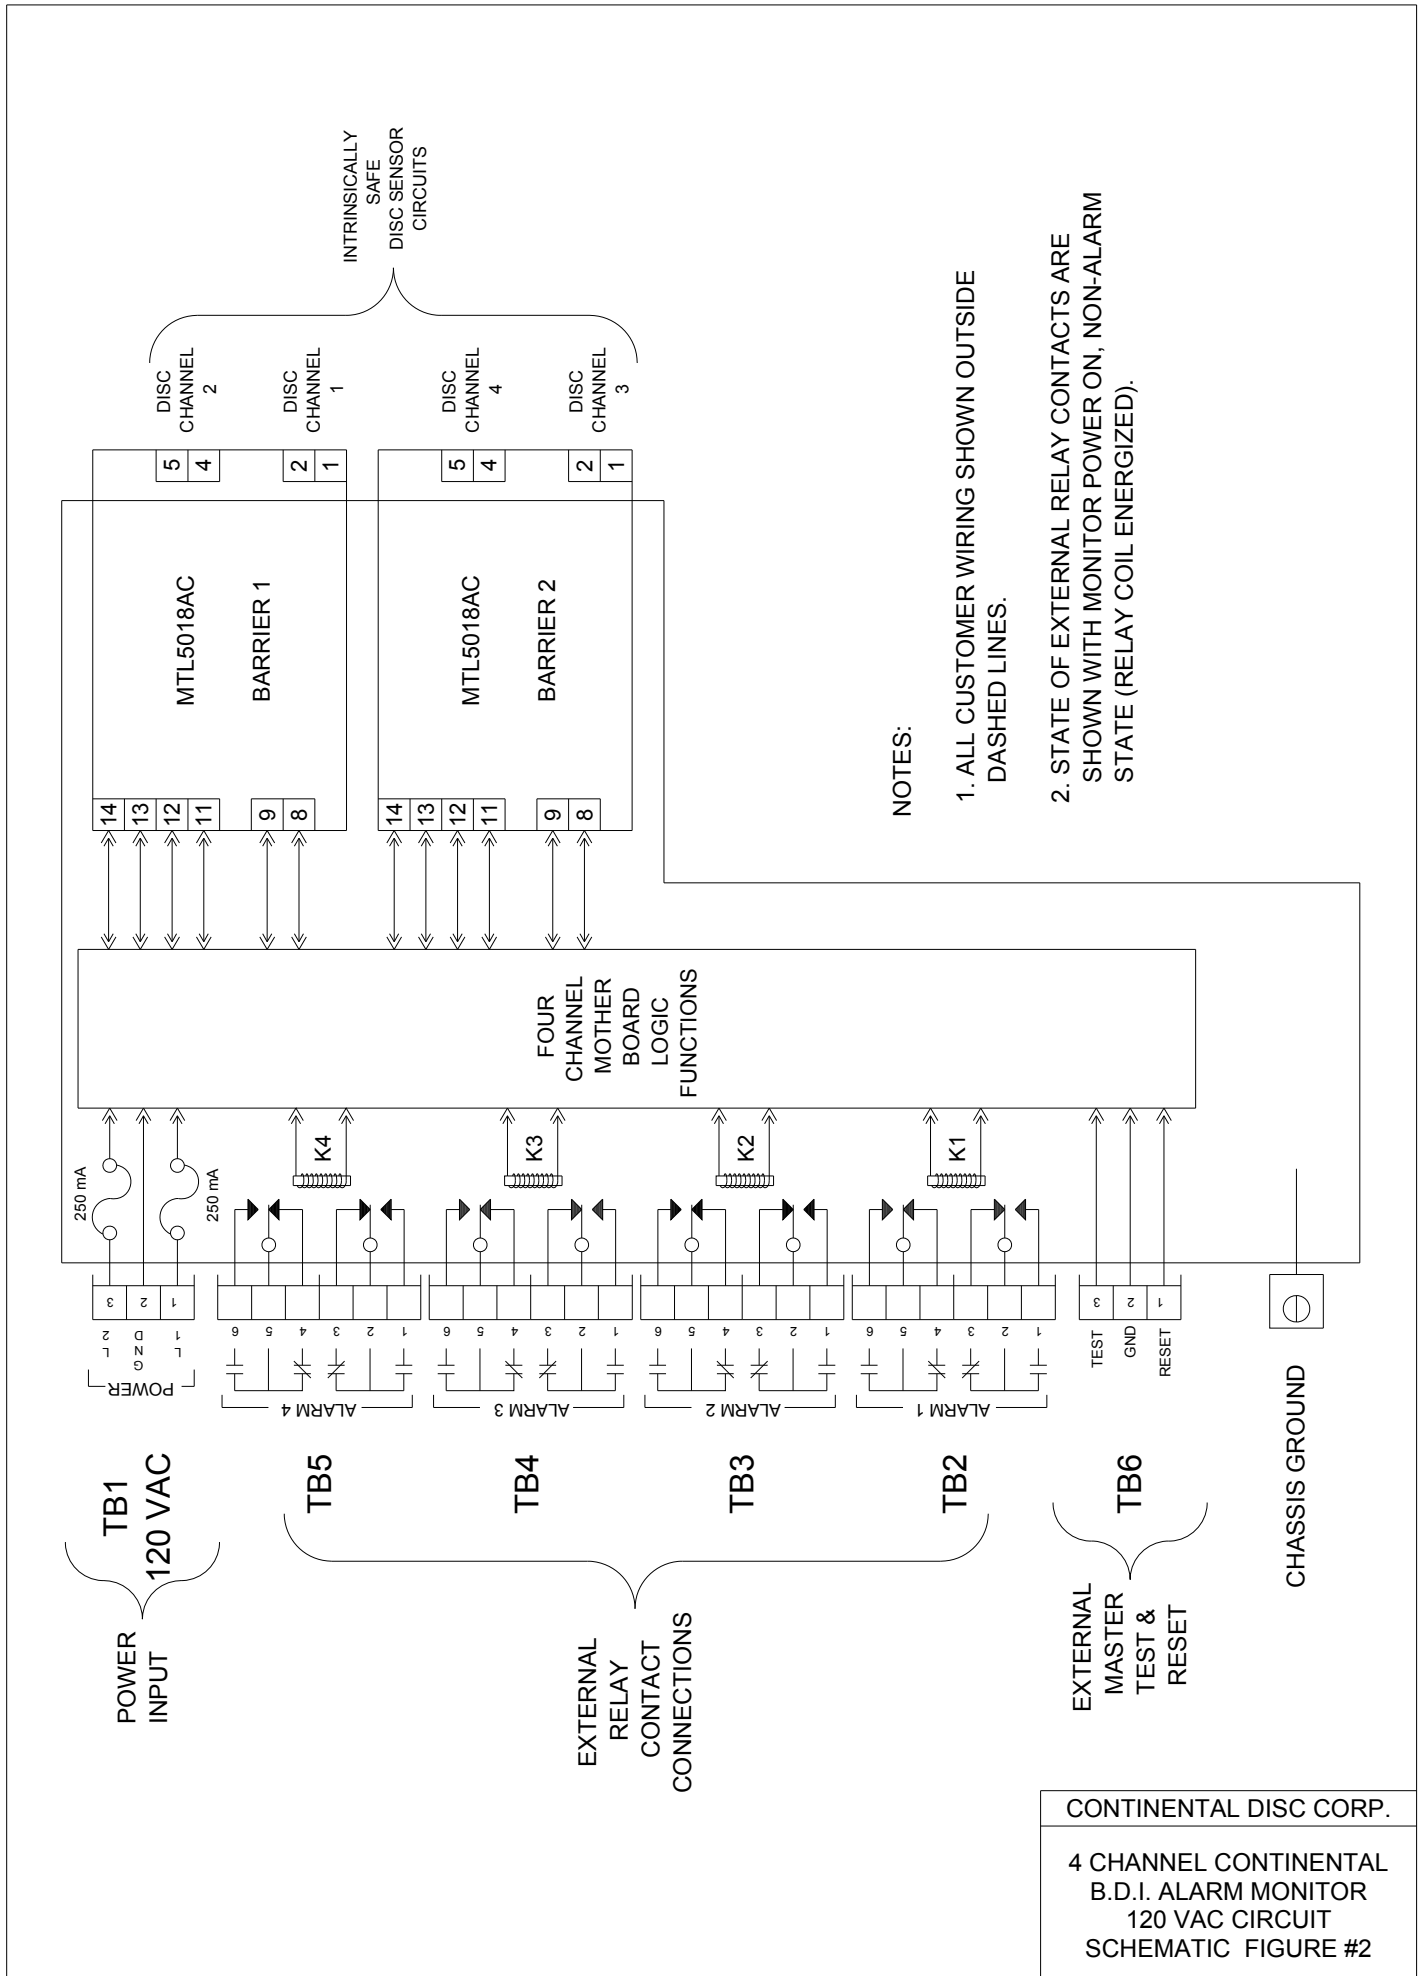 POWER
INPUT
TB1
120 VAC
POWER
L 2
G N D
L 1
3
2
1
250 mA
250 mA
EXTERNAL
RELAY
CONTACT
CONNECTIONS
TB5
ALARM 4
6
5
4
3
2
1
K4
TB4
ALARM 3
6
5
4
3
2
1
K3
TB3
ALARM 2
6
5
4
3
2
1
K2
TB2
ALARM 1
6
5
4
3
2
1
K1
EXTERNAL
MASTER
TEST &
RESET
TB6
TEST
GND
RESET
3
2
1
CHASSIS GROUND
FOUR
CHANNEL
MOTHER
BOARD
LOGIC
FUNCTIONS
14
13
12
11
9
8
MTL5018AC
BARRIER 1
5
4
2
1
DISC
CHANNEL
2
DISC
CHANNEL
1
14
13
12
11
9
8
MTL5018AC
BARRIER 2
5
4
2
1
DISC
CHANNEL
4
DISC
CHANNEL
3
INTRINSICALLY
SAFE
DISC SENSOR
CIRCUITS
NOTES:
1. ALL CUSTOMER WIRING SHOWN OUTSIDE
DASHED LINES.
2. STATE OF EXTERNAL RELAY CONTACTS ARE
SHOWN WITH MONITOR POWER ON, NON-ALARM
STATE (RELAY COIL ENERGIZED).
CONTINENTAL DISC CORP.
4 CHANNEL CONTINENTAL
B.D.I. ALARM MONITOR
120 VAC CIRCUIT
SCHEMATIC FIGURE #2